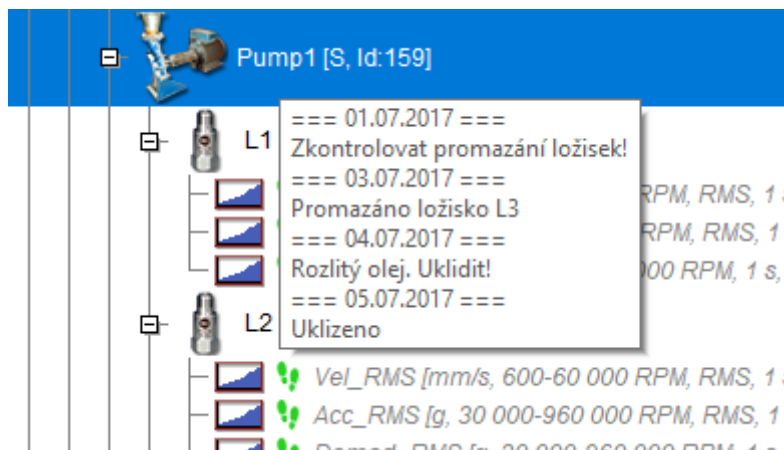 Pump1 [S, Id:159]
L1
=== 01.07.2017 ===
Zkontrolovat promazání ložisek!
=== 03.07.2017 ===
RPM, RMS, 1
Promazáno ložisko L3
RPM, RMS, 1
=== 04.07.2017 ===
Rozlitý olej. Uklidit!
000 RPM, 1 s,
=== 05.07.2017 ===
L2
Uklizeno
Vel_RMS [mm/s, 600-60 000 RPM, RMS, 1
Acc_RMS [g, 30 000-960 000 RPM, RMS, 1